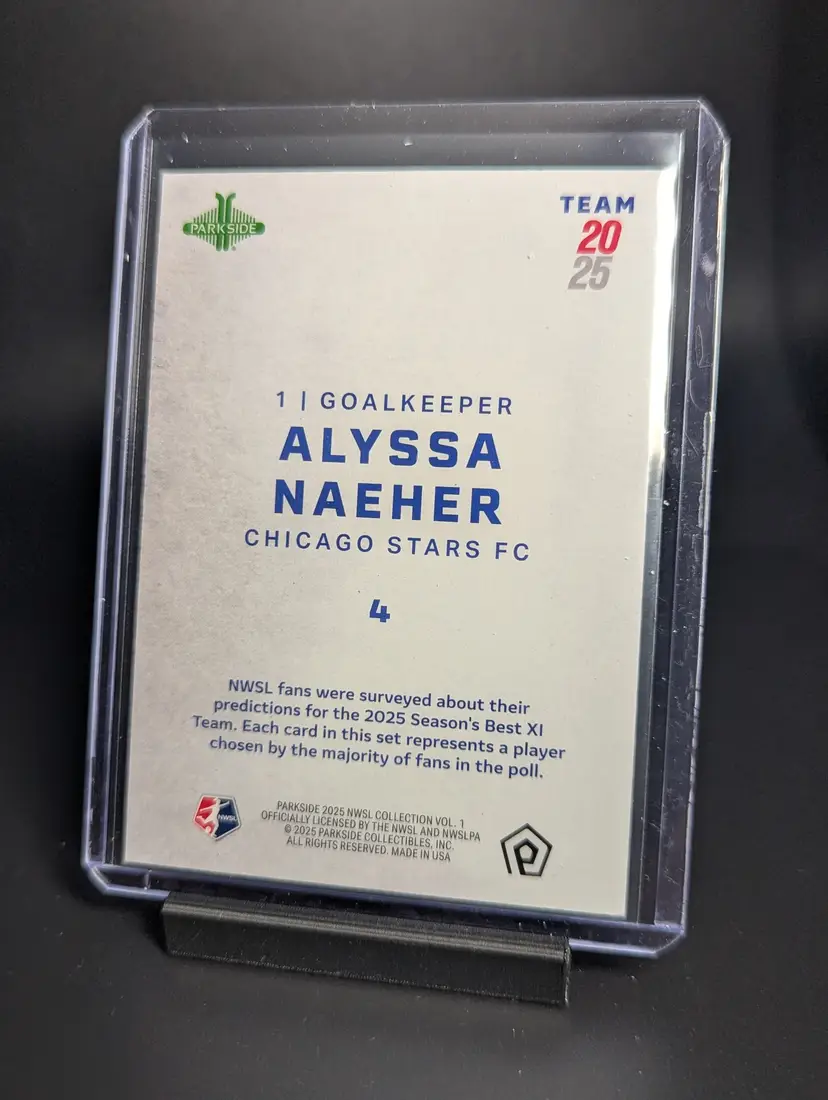 PARKSIDE
TEAM
20
25
1 | GOALKEEPER
ALYSSA
NAEHER
CHICAGO STARS FC
4
NWSL fans were surveyed about their
predictions for the 2025 Season's Best XI
Team. Each card in this set represents a player
chosen by the majority of fans in the poll.
NWSL
PARKSIDE 2025 NWSL COLLECTION VOL. 1
OFFICIALLY LICENSED BY THE NWSL AND NWSLPA
© 2025 PARKSIDE COLLECTIBLES, INC.
ALL RIGHTS RESERVED. MADE IN USA